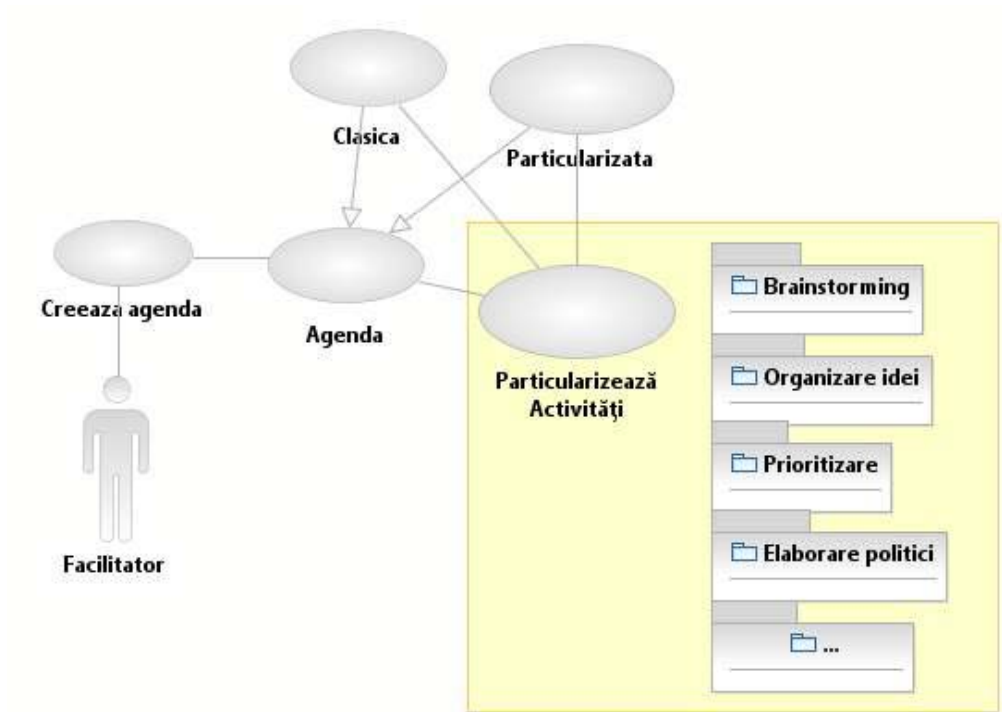 Clasica
Particularizata
Creeaza agenda
Agenda
Facilitator
Particularizează
Activităţi
Brainstorming
Organizare idei
Prioritizare
Elaborare politici
...